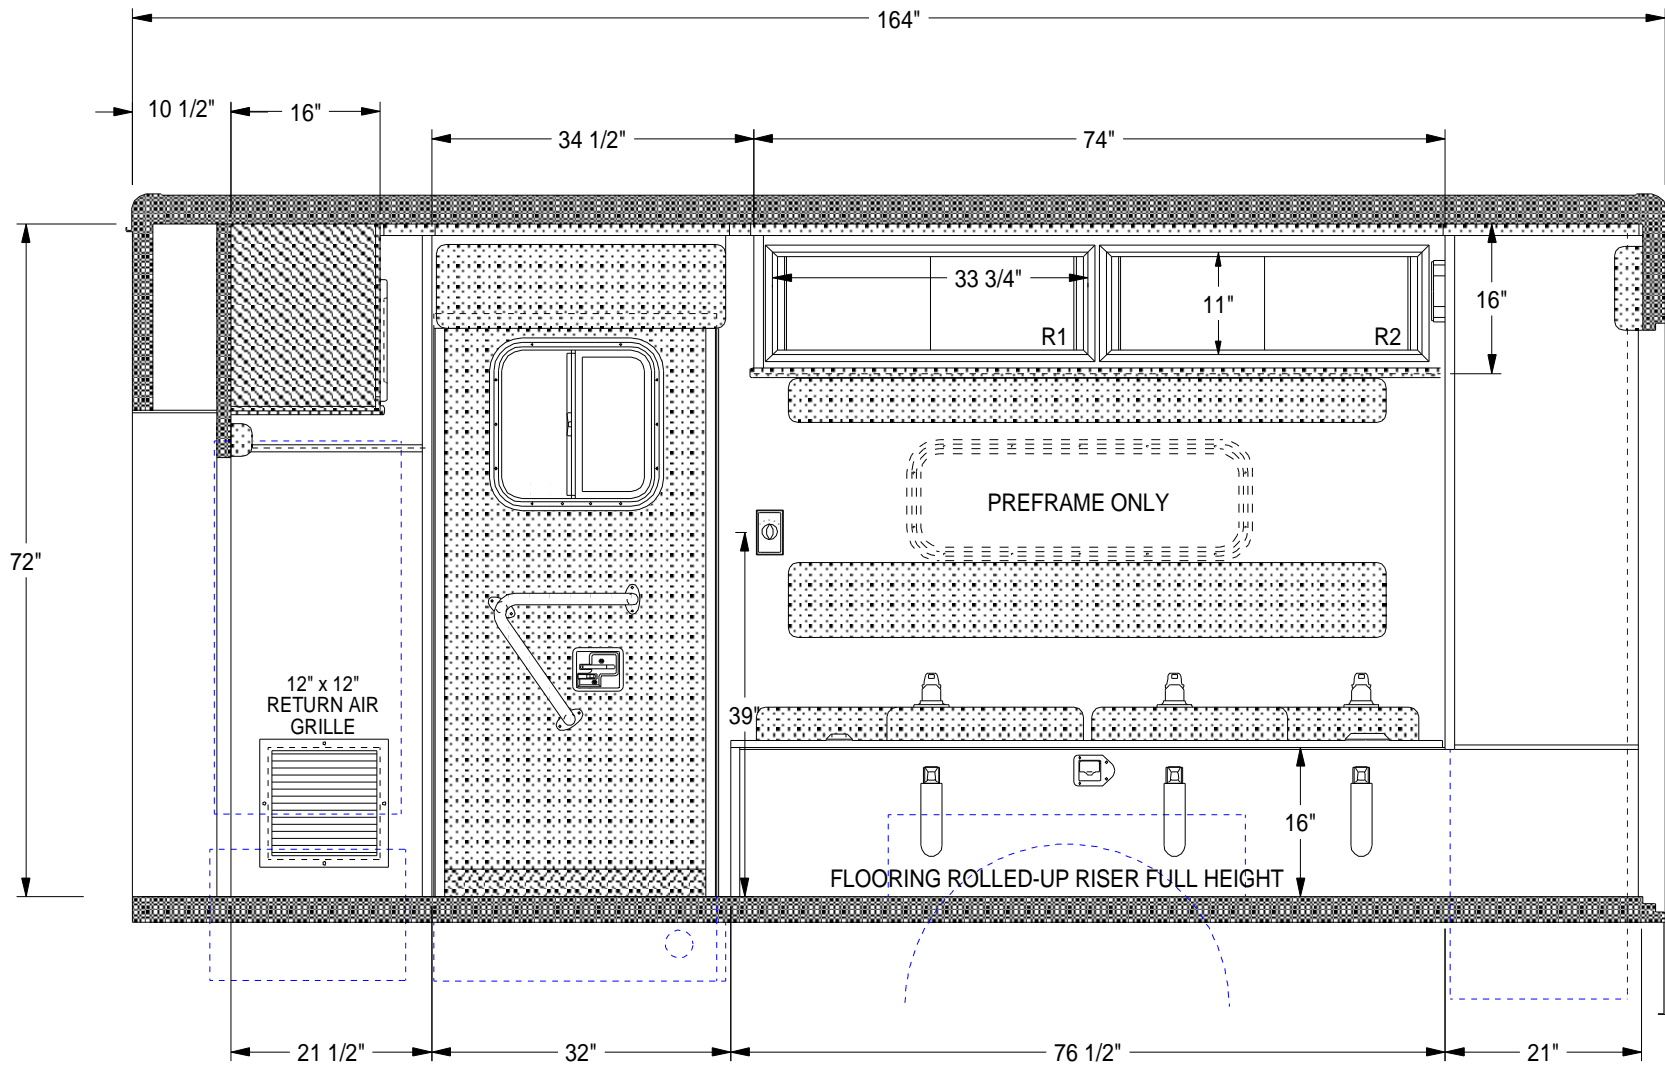 164"
10 1/2"
16"
34 1/2"
74"
33 3/4"
11"
16"
R1
R2
PREFRAME ONLY
72"
12" x 12"
RETURN AIR
GRILLE
39"
16"
FLOORING ROLLED-UP RISER FULL HEIGHT
21 1/2"
32"
76 1/2"
21"